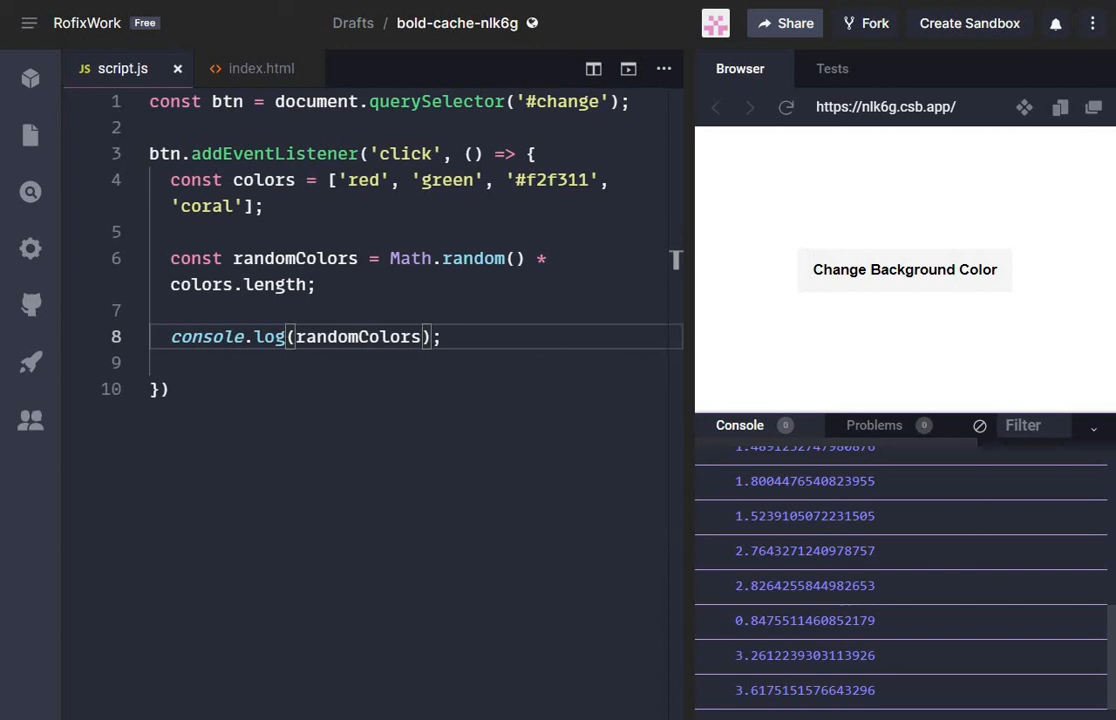 RofixWork Free
Drafts / bold-cache-nlk6g
Share
Fork
Create Sandbox
JS script.js
index.html
Browser
Tests
https://nlk6g.csb.app/
1 const btn = document.querySelector('#change');
2
3 btn.addEventListener('click', () => {
4 const colors = ['red', 'green', '#f2f311',
'coral'];
5
6 const randomColors = Math.random() *
colors.length;
7
8 console.log(randomColors);
9
10 })
Change Background Color
Console 0
Problems 0
Filter
1.8004476540823955
1.5239105072231505
2.7643271240978757
2.8264255844982653
0.8475511460852179
3.2612239303113926
3.6175151576643296